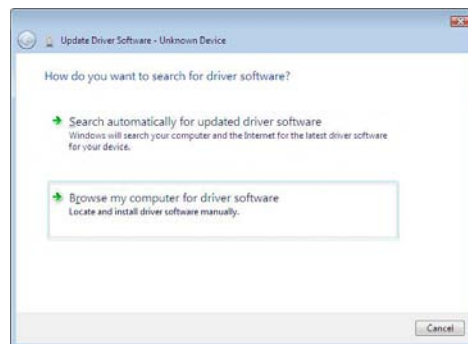 Update Driver Software - Unknown Device
How do you want to search for driver software?
Search automatically for updated driver software
Windows will search your computer and the Internet for the latest driver software
for your device.
Browse my computer for driver software
Locate and install driver software manually.
Cancel